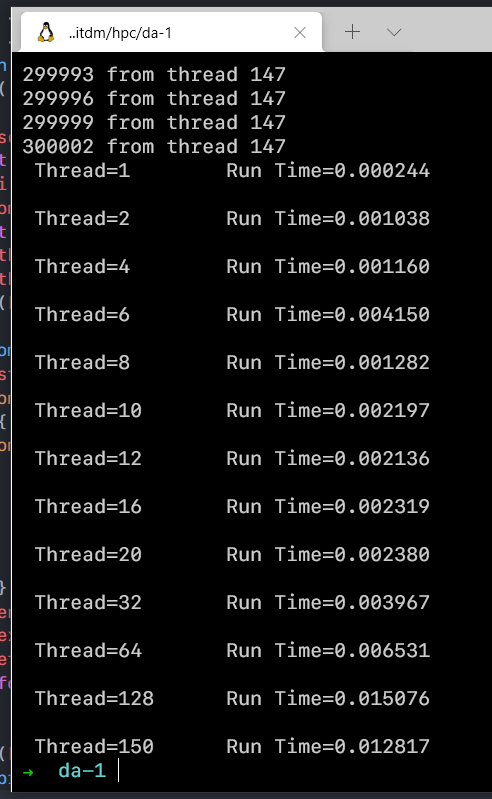 ..itdm/hpc/da-1
299993 from thread 147
299996 from thread 147
299999 from thread 147
300002 from thread 147
Thread=1 Run Time=0.000244
Thread=2 Run Time=0.001038
Thread=4 Run Time=0.001160
Thread=6 Run Time=0.004150
Thread=8 Run Time=0.001282
Thread=10 Run Time=0.002197
Thread=12 Run Time=0.002136
Thread=16 Run Time=0.002319
Thread=20 Run Time=0.002380
Thread=32 Run Time=0.003967
Thread=64 Run Time=0.006531
Thread=128 Run Time=0.015076
Thread=150 Run Time=0.012817
→ da-1